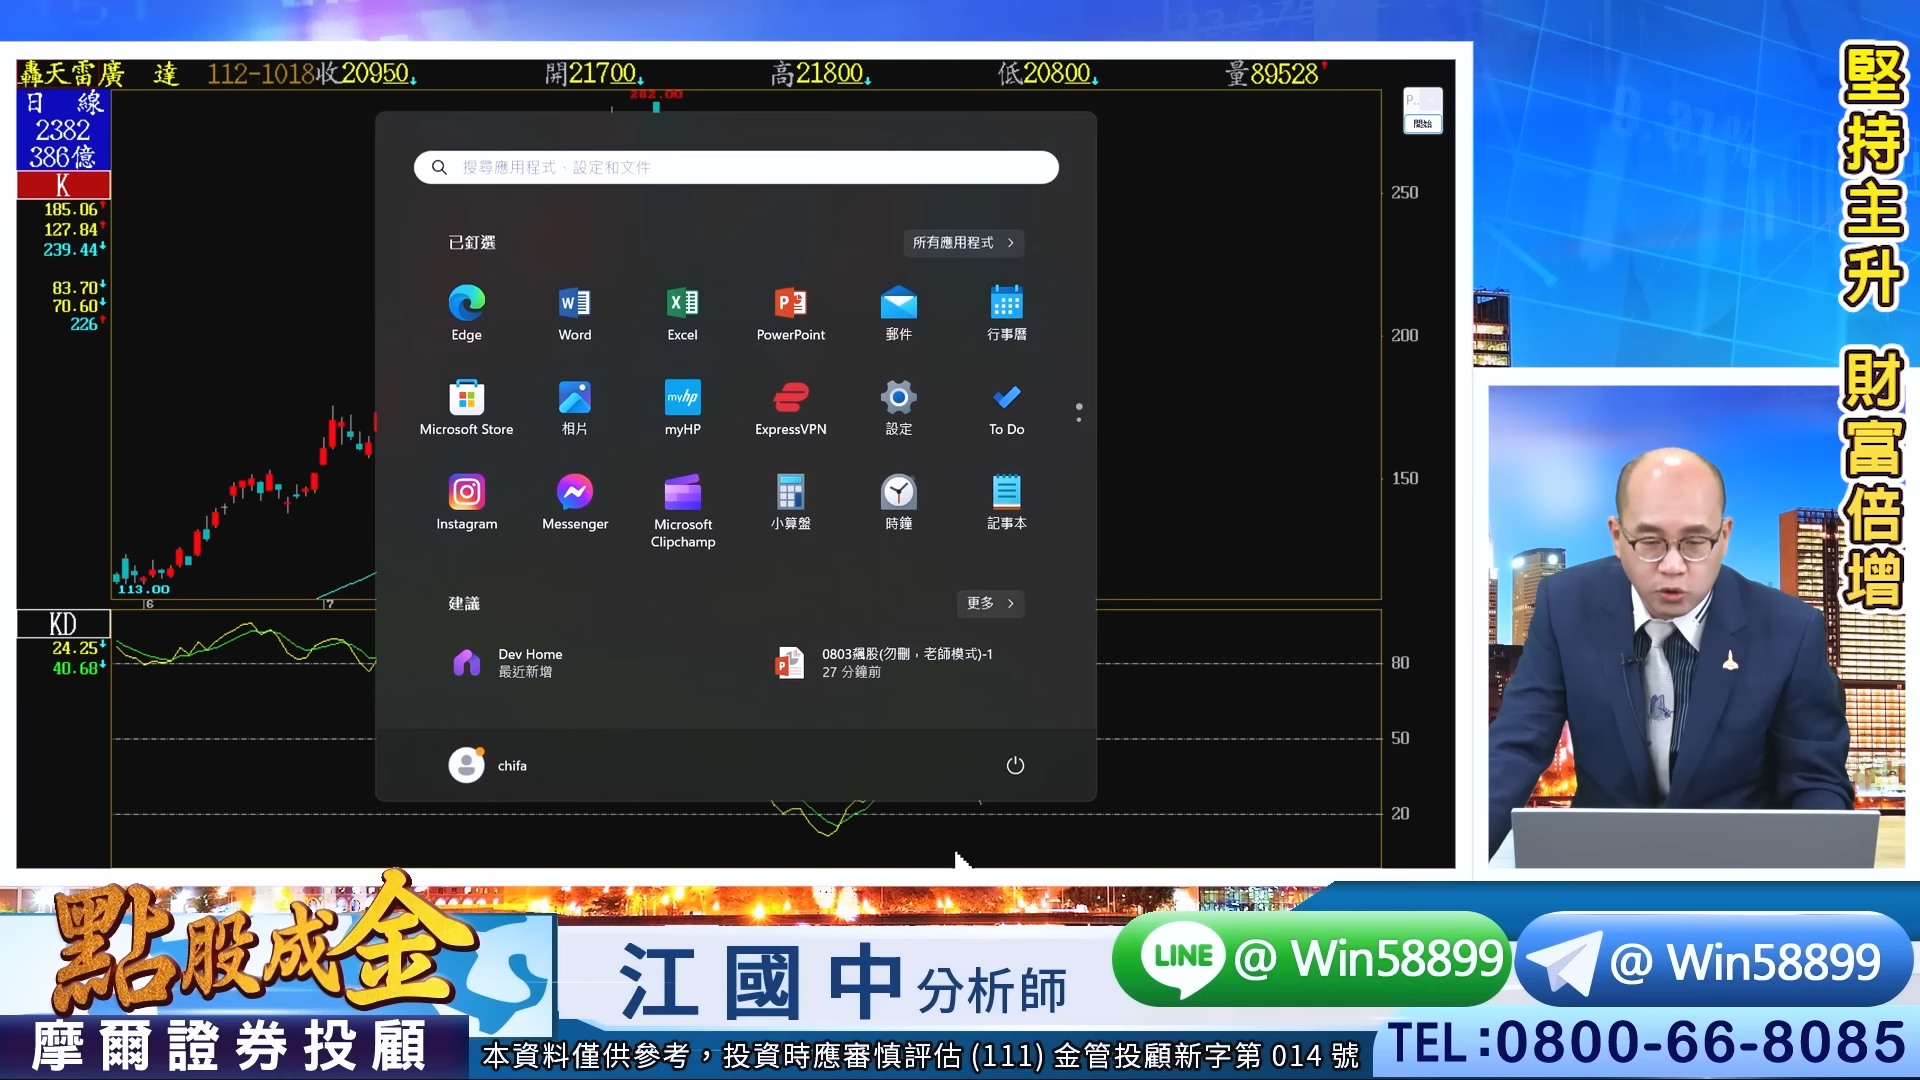 轟天雷廣 達 112-1018收20950 開21700 高21800 低20800 量89528
日 線
2382
386億
K
185.06
127.84
239.44
83.70
70.60
226
282.00
113.00
6
7
250
200
150
P..
開始
KD
24.25
40.68
80
50
20
搜尋應用程式、設定和文件
已釘選
所有應用程式
Edge
Word
Excel
PowerPoint
郵件
行事曆
Microsoft Store
相片
myhp
myHP
ExpressVPN
設定
To Do
Instagram
Messenger
Microsoft
Clipchamp
小算盤
時鐘
記事本
建議
更多
Dev Home
最近新增
0803飆股(勿刪，老師模式)-1
27 分鐘前
chifa
堅持主升 財富倍增
點股成金
摩爾證券投顧
江國中分析師
LINE @ Win58899
@ Win58899
本資料僅供參考，投資時應審慎評估 (111) 金管投顧新字第 014 號
TEL:0800-66-8085